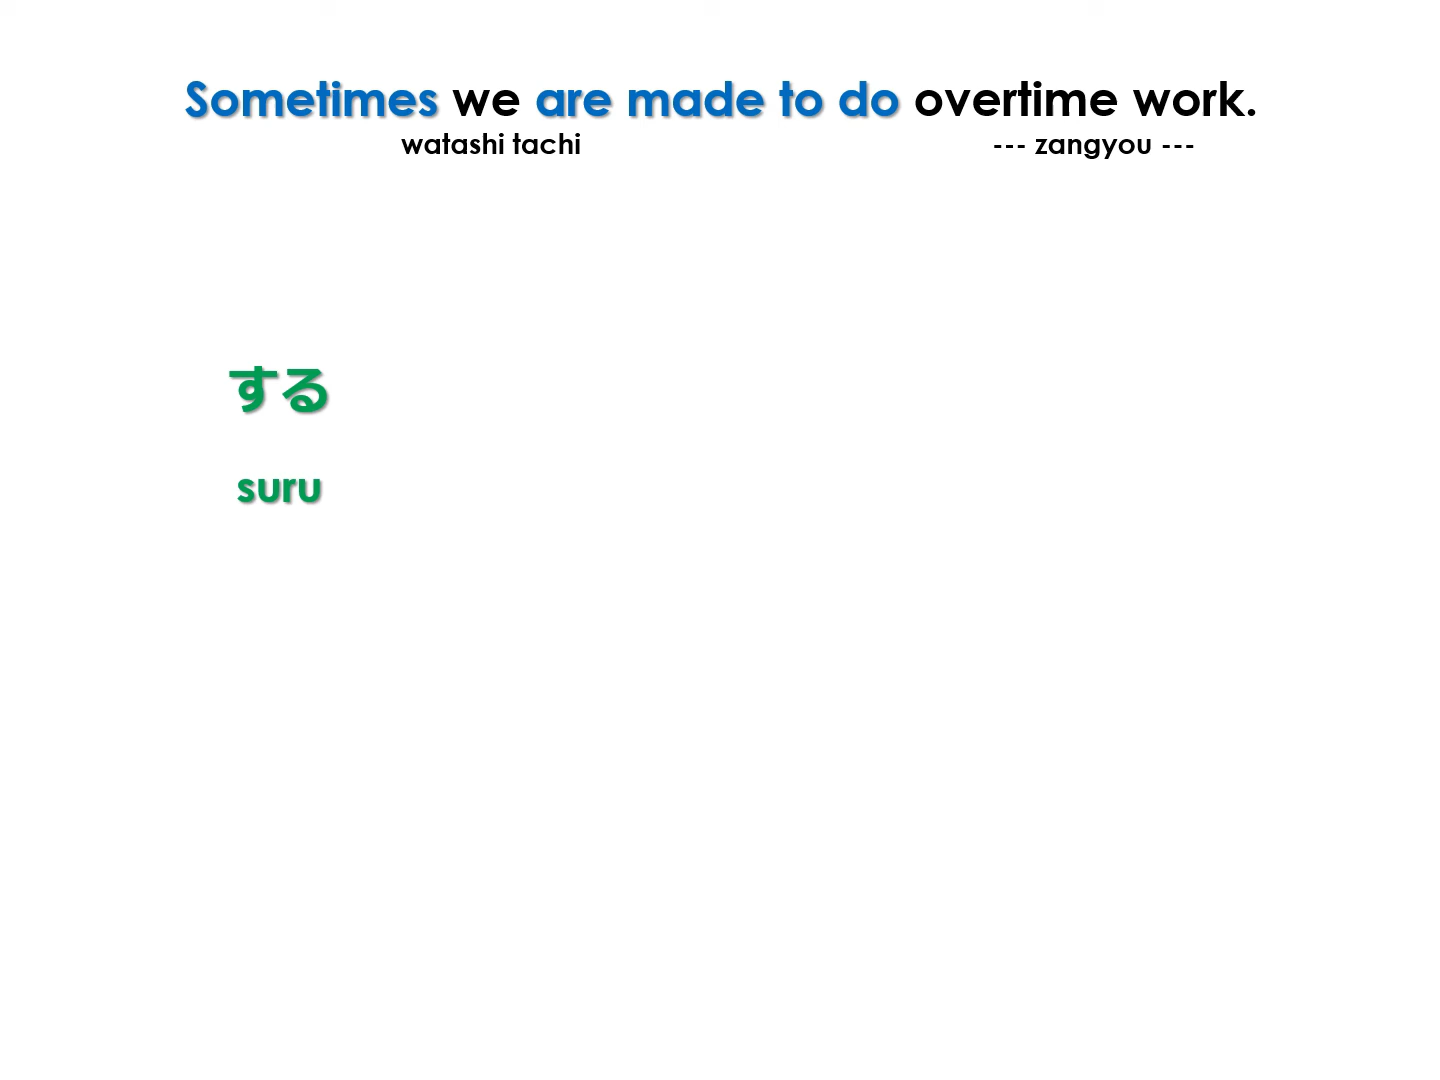 Sometimes we are made to do overtime work.
watashi tachi --- zangyou ---
する
suru